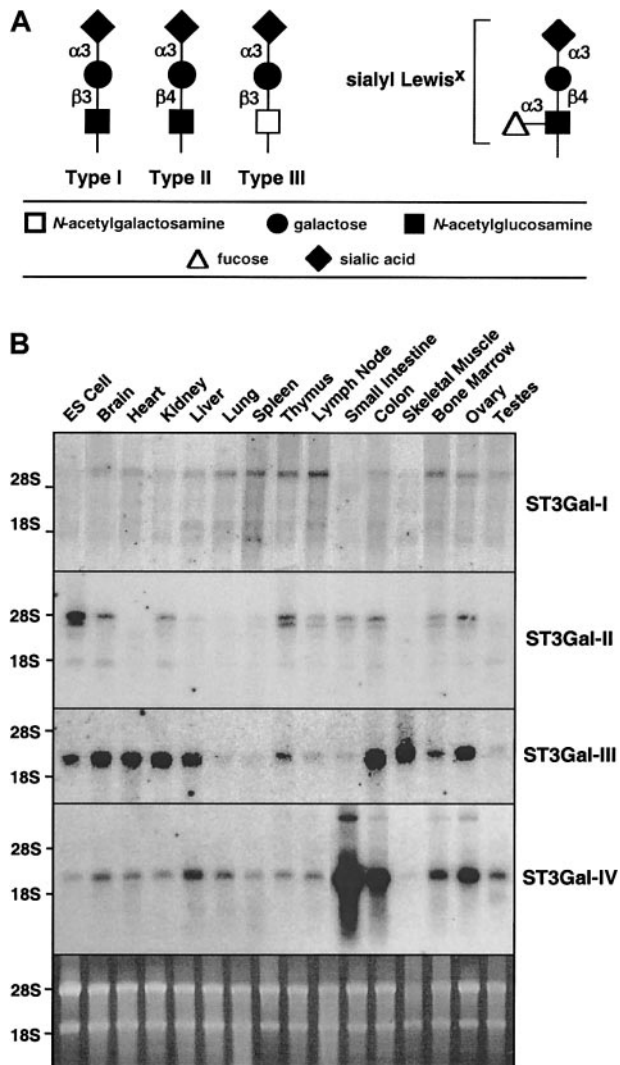 A
α3 α3 α3 α3
sialyl Lewisˣ
β3 β4 β3 α3 β4
Type I Type II Type III
N-acetylgalactosamine galactose N-acetylglucosamine
fucose sialic acid
B
ES Cell Brain Heart Kidney Liver Lung Spleen Thymus Lymph Node Small Intestine Colon Skeletal Muscle Bone Marrow Ovary Testes
28S
ST3Gal-I
18S
28S
ST3Gal-II
18S
28S
ST3Gal-III
18S
28S
ST3Gal-IV
18S
28S
18S